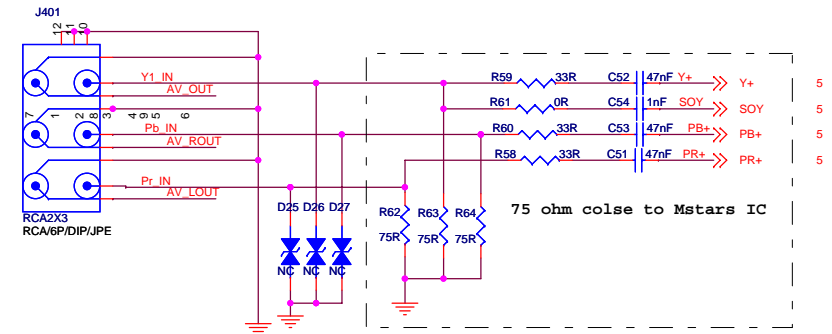 J401
12
11
10
Y1_IN
AV_OUT
7 1 2 8 3 4 9 5 6
Pb_IN
AV_ROUT
Pr_IN
AV_LOUT
RCA2X3
RCA/6P/DIP/JPE
D25 D26 D27
NC NC NC
R59 33R C52 47nF Y+ Y+ 5
R61 0R C54 1nF SOY SOY 5
R60 33R C53 47nF PB+ PB+ 5
R58 33R C51 47nF PR+ PR+ 5
R62 R63 R64
75R 75R 75R
75 ohm colse to Mstars IC